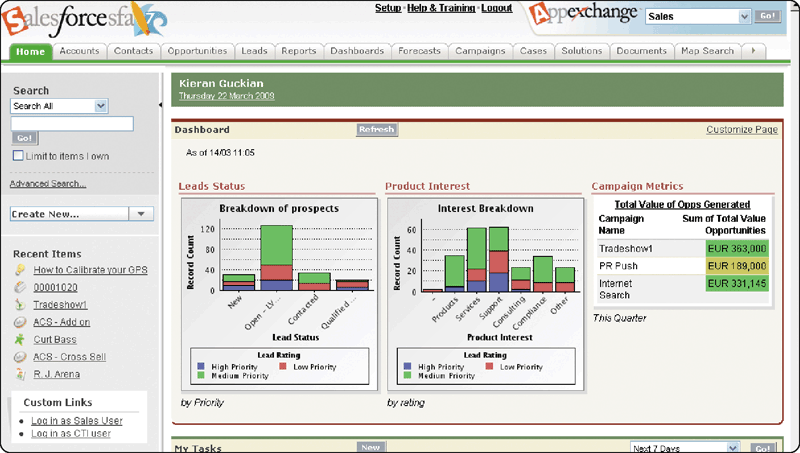 Salesforcesfa
Setup · Help & Training · Logout
AppExchange
Sales
Go!
Home Accounts Contacts Opportunities Leads Reports Dashboards Forecasts Campaigns Cases Solutions Documents Map Search
Search
Search All
Go!
Limit to items I own
Advanced Search...
Create New...
Recent Items
How to Calibrate your GPS
00001020
Tradeshow1
ACS - Add on
Curt Bass
ACS - Cross Sell
R. J. Arena
Custom Links
Log in as Sales User
Log in as CTI user
Kieran Guckian
Thursday 22 March 2009
Dashboard
Refresh
Customize Page
As of 14/03 11:05
Leads Status
Breakdown of prospects
Record Count
120
80
40
0
New
Open - LV...
Contacted
Qualified...
Lead Status
Lead Rating
High Priority
Low Priority
Medium Priority
by Priority
Product Interest
Interest Breakdown
Record Count
60
40
20
0
-
Products
Services
Support
Consulting
Compliance
Other
Product Interest
Lead Rating
High Priority
Low Priority
Medium Priority
by rating
Campaign Metrics
Total Value of Opps Generated
Campaign Name
Sum of Total Value Opportunities
Tradeshow1 EUR 363,000
PR Push EUR 189,000
Internet Search EUR 331,145
This Quarter
My Tasks
New
Next 7 Days
Go!